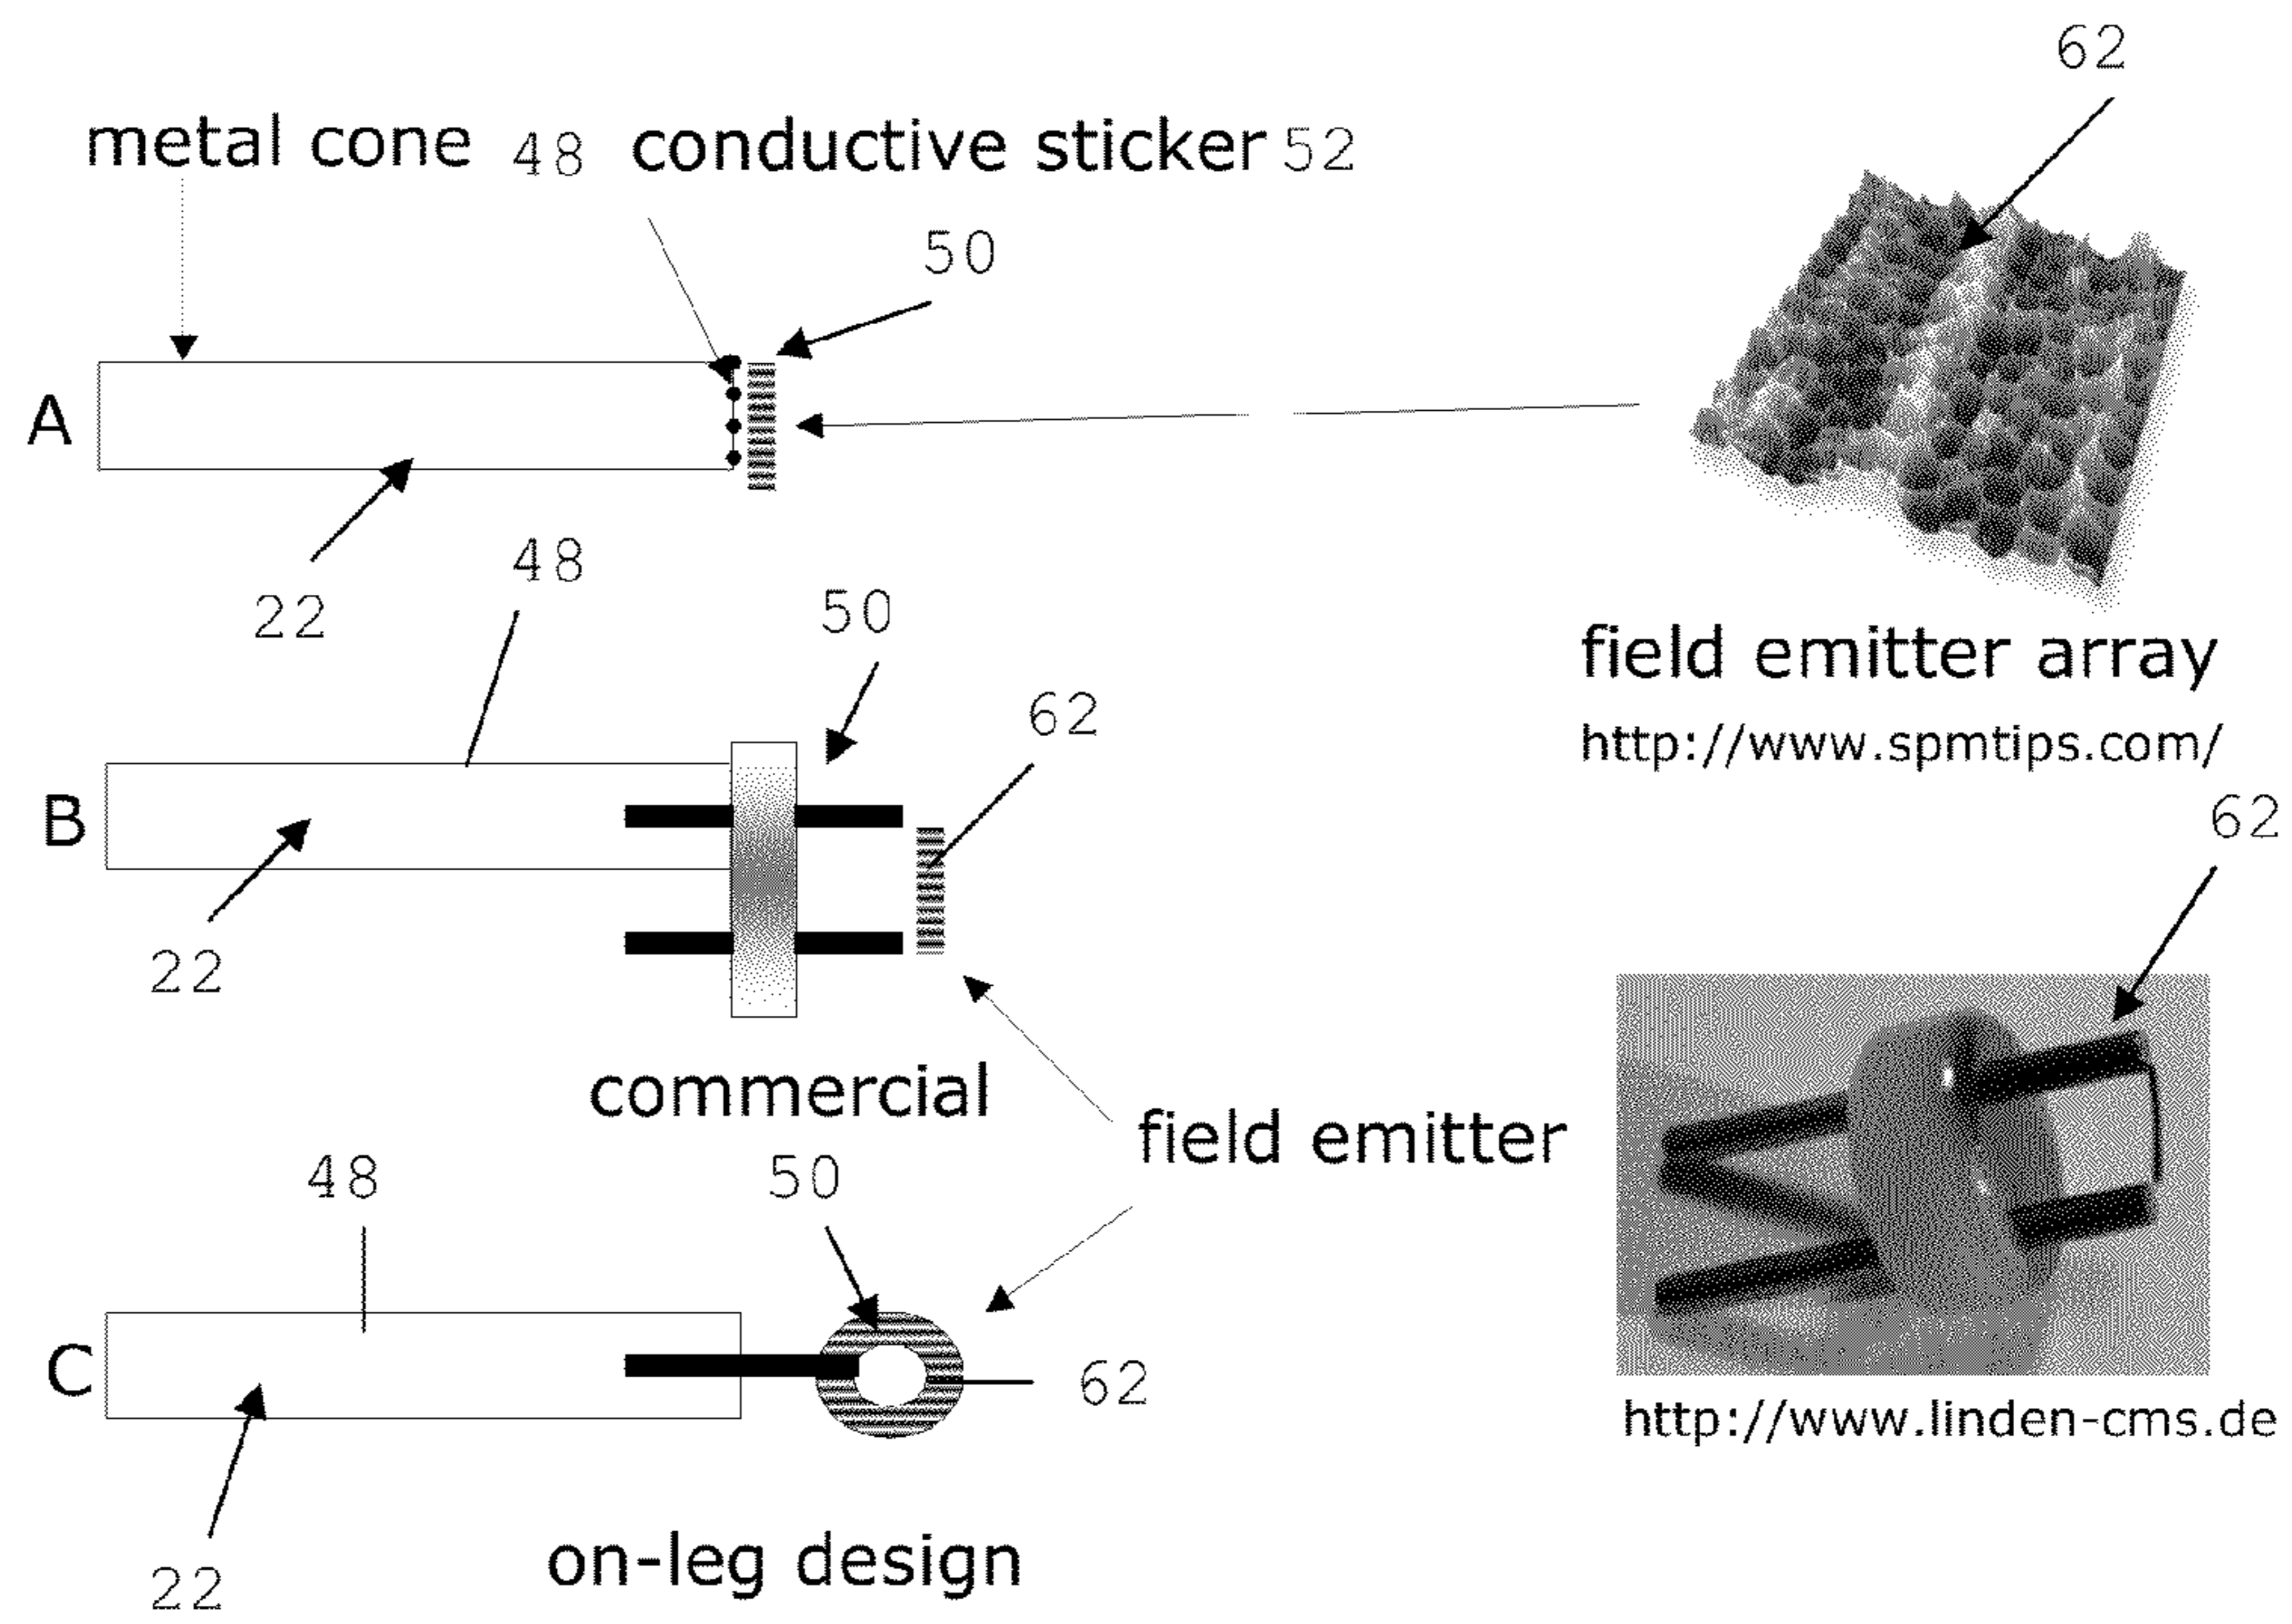 62
metal cone 48 conductive sticker 52
50
A
22
field emitter array
http://www.spmtips.com/
48
50
62
B
22
62
commercial
field emitter
48
50
C
62
http://www.linden-cms.de
22
on-leg design